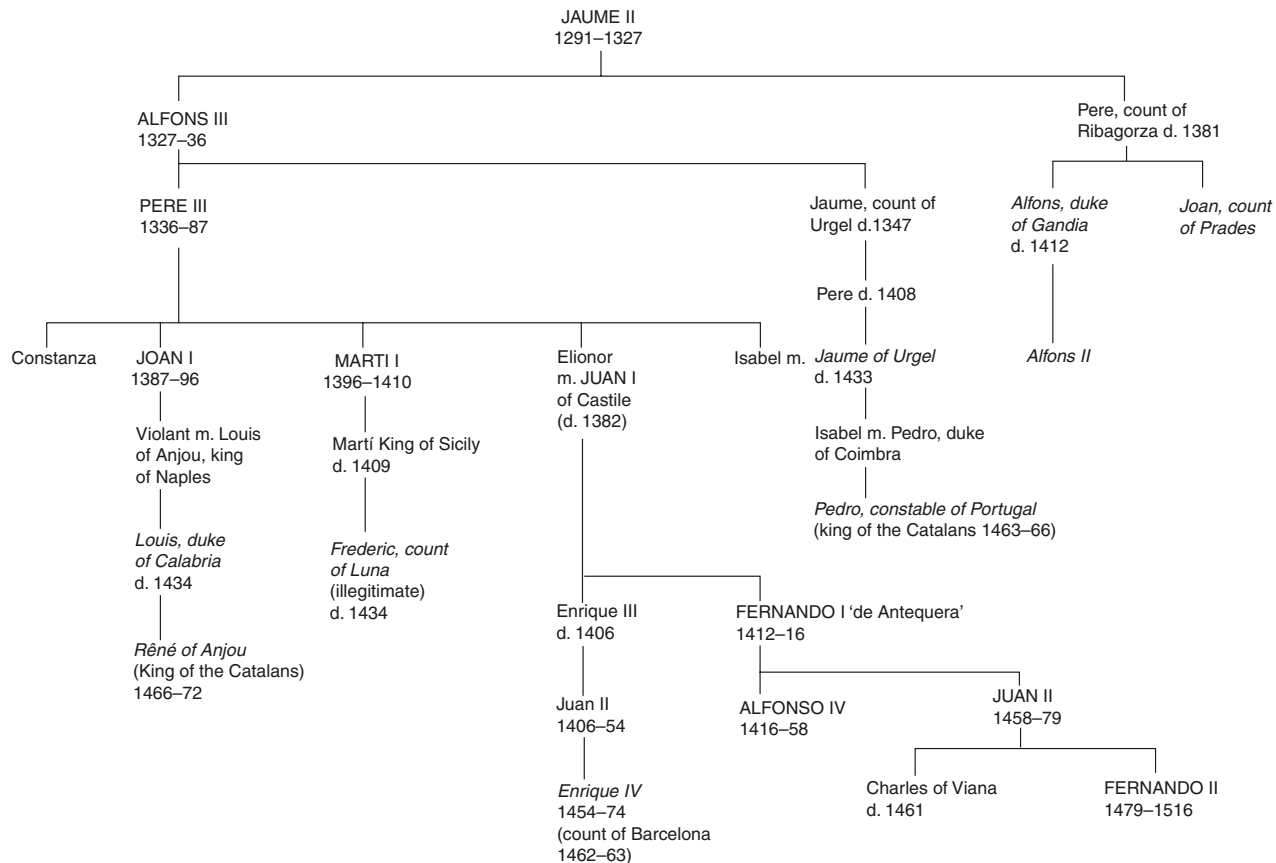 JAUME II
1291–1327
ALFONS III
1327–36
Pere, count of
Ribagorza d. 1381
PERE III
1336–87
Jaume, count of
Urgel d.1347
Alfons, duke
of Gandia
d. 1412
Joan, count
of Prades
Pere d. 1408
Constanza
JOAN I
1387–96
MARTI I
1396–1410
Elionor
m. JUAN I
of Castile
(d. 1382)
Isabel m.
Jaume of Urgel
d. 1433
Alfons II
Violant m. Louis
of Anjou, king
of Naples
Martí King of Sicily
d. 1409
Isabel m. Pedro, duke
of Coimbra
Louis, duke
of Calabria
d. 1434
Frederic, count
of Luna
(illegitimate)
d. 1434
Pedro, constable of Portugal
(king of the Catalans 1463–66)
Enrique III
d. 1406
FERNANDO I ‘de Antequera’
1412–16
Rêné of Anjou
(King of the Catalans)
1466–72
Juan II
1406–54
ALFONSO IV
1416–58
JUAN II
1458–79
Enrique IV
1454–74
(count of Barcelona
1462–63)
Charles of Viana
d. 1461
FERNANDO II
1479–1516